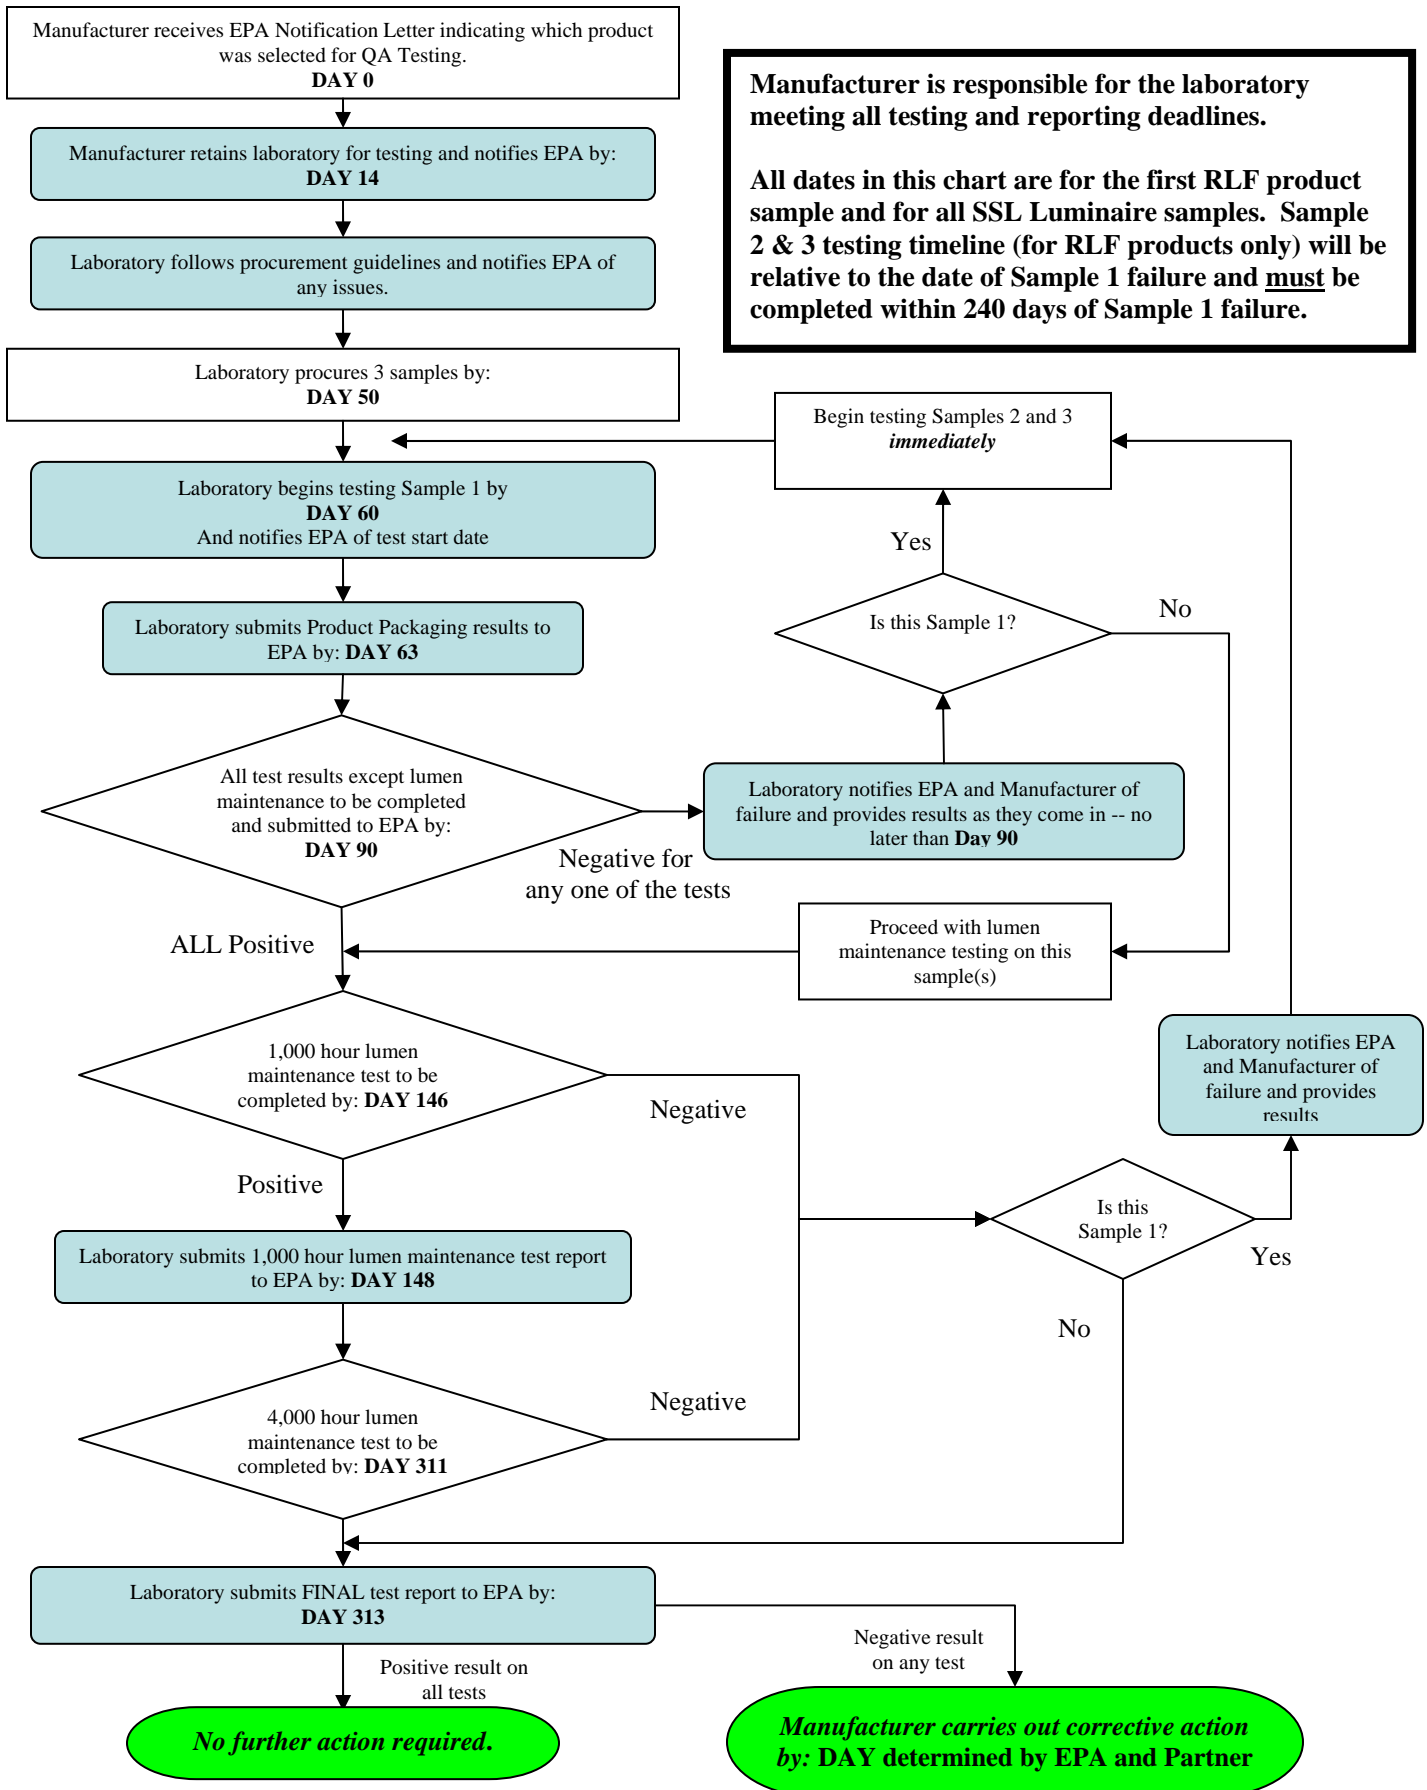 Manufacturer receives EPA Notification Letter indicating which product
was selected for QA Testing.
DAY 0
Manufacturer is responsible for the laboratory
meeting all testing and reporting deadlines.
All dates in this chart are for the first RLF product
sample and for all SSL Luminaire samples. Sample
2 & 3 testing timeline (for RLF products only) will be
relative to the date of Sample 1 failure and must be
completed within 240 days of Sample 1 failure.
Manufacturer retains laboratory for testing and notifies EPA by:
DAY 14
Laboratory follows procurement guidelines and notifies EPA of
any issues.
Laboratory procures 3 samples by:
DAY 50
Begin testing Samples 2 and 3
immediately
Laboratory begins testing Sample 1 by
DAY 60
And notifies EPA of test start date
Yes
Is this Sample 1?
No
Laboratory submits Product Packaging results to
EPA by: DAY 63
All test results except lumen
maintenance to be completed
and submitted to EPA by:
DAY 90
Negative for
any one of the tests
Laboratory notifies EPA and Manufacturer of
failure and provides results as they come in -- no
later than Day 90
ALL Positive
Proceed with lumen
maintenance testing on this
sample(s)
1,000 hour lumen
maintenance test to be
completed by: DAY 146
Negative
Laboratory notifies EPA
and Manufacturer of
failure and provides
results
Positive
Is this
Sample 1?
Yes
No
Laboratory submits 1,000 hour lumen maintenance test report
to EPA by: DAY 148
4,000 hour lumen
maintenance test to be
completed by: DAY 311
Negative
Laboratory submits FINAL test report to EPA by:
DAY 313
Positive result on
all tests
Negative result
on any test
No further action required.
Manufacturer carries out corrective action
by: DAY determined by EPA and Partner